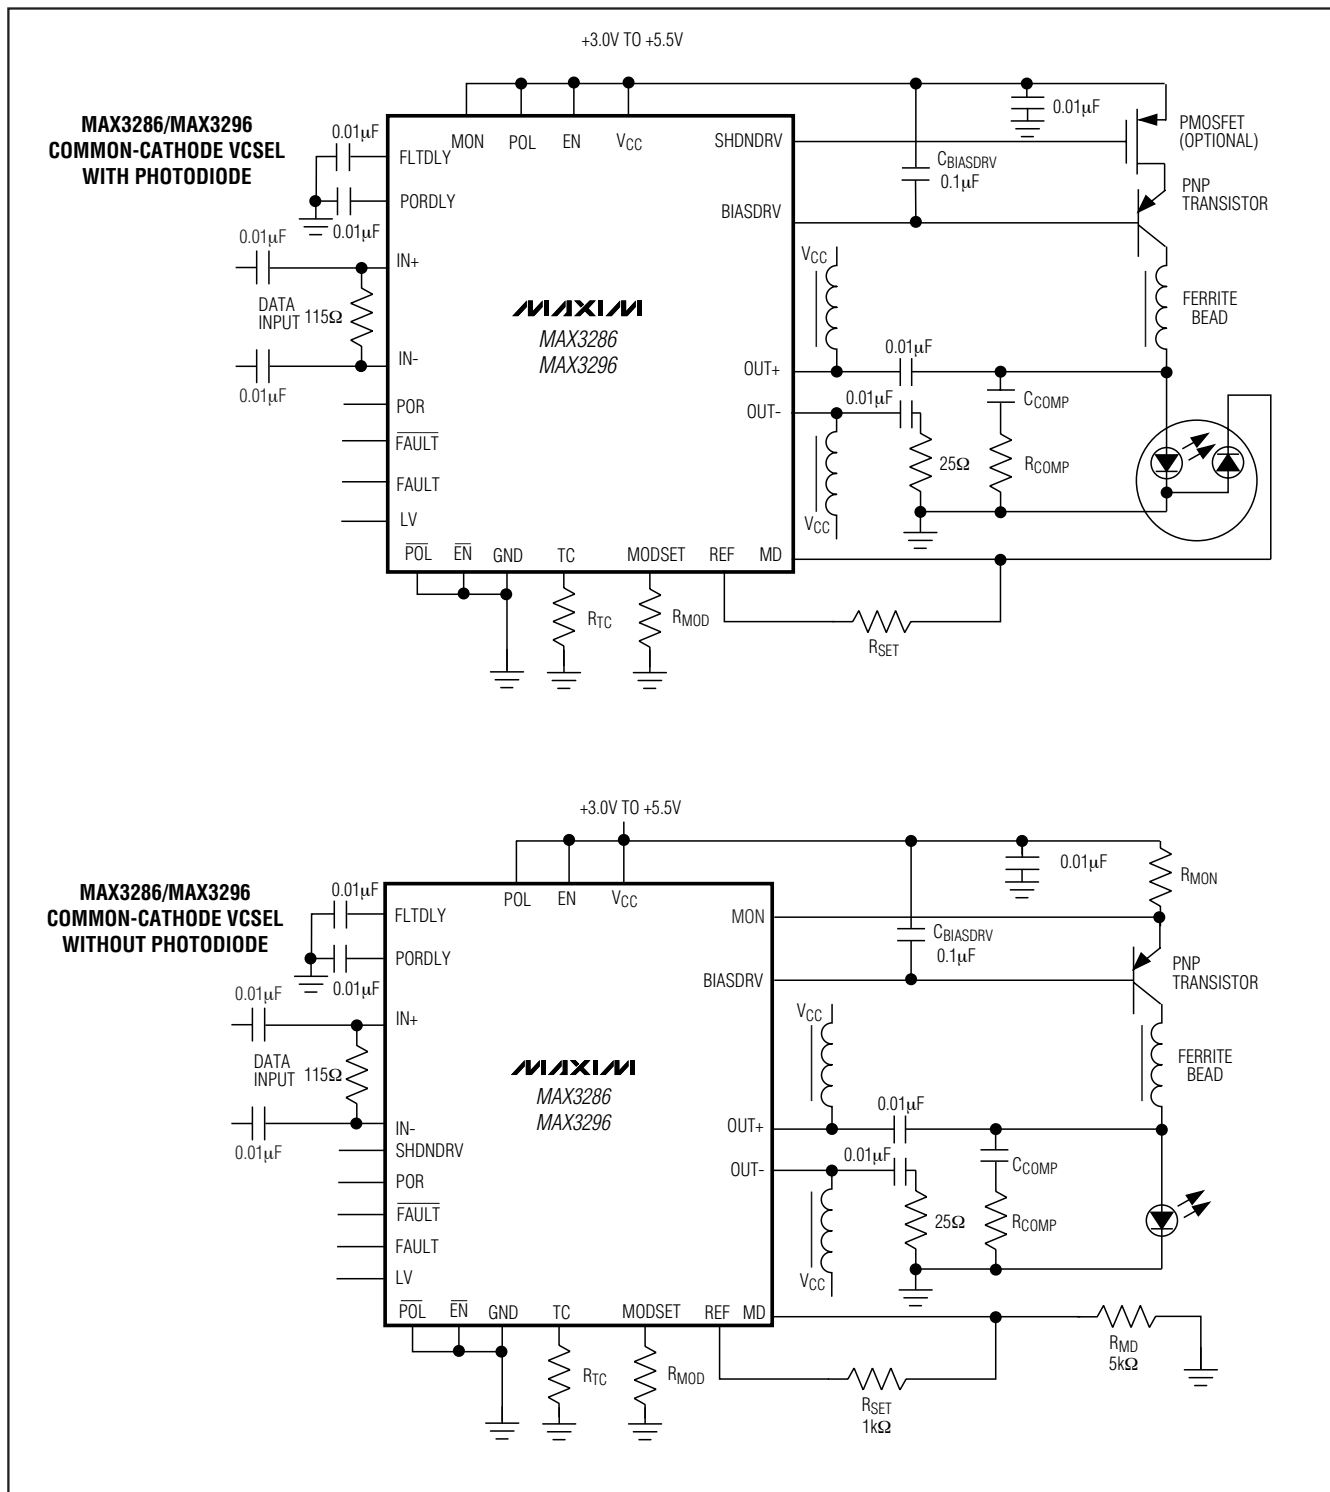 +3.0V TO +5.5V
MAX3286/MAX3296
COMMON-CATHODE VCSEL
WITH PHOTODIODE
0.01µF
FLTDLY
MON
POL
EN
VCC
SHDNDRV
0.01µF
PMOSFET
(OPTIONAL)
CBIASDRV
0.1µF
PORDLY
0.01µF
BIASDRV
PNP
TRANSISTOR
0.01µF
IN+
VCC
DATA
INPUT
115Ω
MAXIM
MAX3286
MAX3296
FERRITE
BEAD
IN-
0.01µF
OUT+
0.01µF
OUT-
0.01µF
CCOMP
POR
FAULT
25Ω
RCOMP
FAULT
LV
VCC
POL
EN
GND
TC
MODSET
REF
MD
RTC
RMOD
RSET
+3.0V TO +5.5V
MAX3286/MAX3296
COMMON-CATHODE VCSEL
WITHOUT PHOTODIODE
0.01µF
FLTDLY
POL
EN
VCC
MON
0.01µF
RMON
CBIASDRV
0.1µF
PORDLY
0.01µF
BIASDRV
PNP
TRANSISTOR
0.01µF
IN+
VCC
DATA
INPUT
115Ω
MAXIM
MAX3286
MAX3296
FERRITE
BEAD
IN-
0.01µF
SHDNDRV
OUT+
0.01µF
OUT-
0.01µF
CCOMP
POR
FAULT
25Ω
RCOMP
FAULT
LV
VCC
POL
EN
GND
TC
MODSET
REF
MD
RTC
RMOD
RSET
1kΩ
RMD
5kΩ